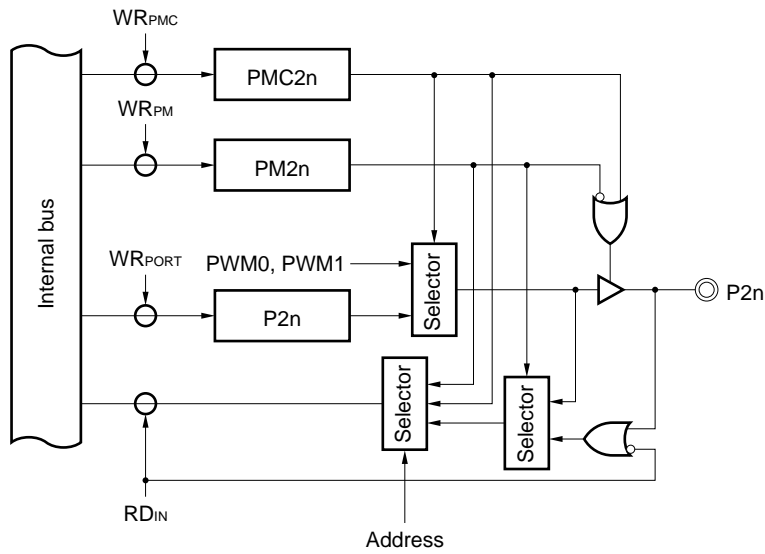 WRPMC
PMC2n
WRPM
PM2n
Internal bus
WRPORT
PWM0, PWM1
Selector
P2n
P2n
Selector
Selector
RDIN
Address